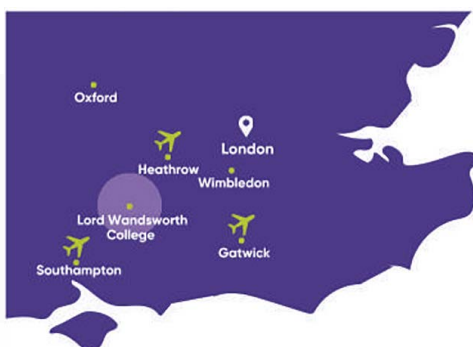 Oxford
London
Heathrow
Wimbledon
Lord Wandsworth
College
Gatwick
Southampton